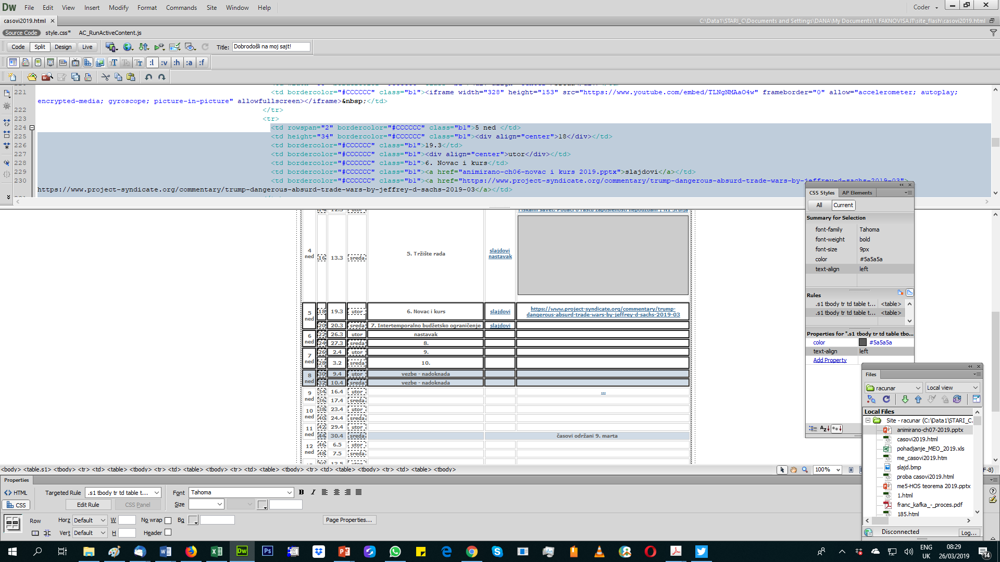 Dw File Edit View Insert Modify Format Commands Site Window Help Coder
casovi2019.html C:\Data1\STARI_C\Documents and Settings\DANA\My Documents\1 FAKNOVISAJT\site_flash\casovi2019.html
Source Code style.css* AC_RunActiveContent.js
Code Split Design Live Title: Dobrodošli na moj sajt!
:l :v :h :a :f
221 <td bordercolor="#CCCCCC" class="b1"><iframe width="328" height="153" src="https://www.youtube.com/embed/TLNgNMAaO4w" frameborder="0" allow="accelerometer; autoplay;
encrypted-media; gyroscope; picture-in-picture" allowfullscreen></iframe>&nbsp;</td>
222 </tr>
223 <tr>
224 <td rowspan="2" bordercolor="#CCCCCC" class="b1">5 ned </td>
225 <td height="34" bordercolor="#CCCCCC" class="b1"><div align="center">18</div></td>
226 <td bordercolor="#CCCCCC" class="b1">19.3</td>
227 <td bordercolor="#CCCCCC" class="b1"><div align="center">utor</div></td>
228 <td bordercolor="#CCCCCC" class="b1">6. Novac i kurs</td>
229 <td bordercolor="#CCCCCC" class="b1"><a href="animirano-ch06-novac i kurs 2019.pptx">slajdovi</a></td>
230 <td bordercolor="#CCCCCC" class="b1"><a href="https://www.project-syndicate.org/commentary/trump-dangerous-absurd-trade-wars-by-jeffrey-d-sachs-2019-03">
https://www.project-syndicate.org/commentary/trump-dangerous-absurd-trade-wars-by-jeffrey-d-sachs-2019-03</a></td>
4 ned 16 13.3 sreda 5. Tržište rada slajdovi nastavak
5 ned 18 19.3 utor 6. Novac i kurs slajdovi https://www.project-syndicate.org/commentary/trump-
dangerous-absurd-trade-wars-by-jeffrey-d-sachs-2019-03
20 20.3 sreda 7. Intertemporalno budžetsko ograničenje slajdovi
6 ned 22 26.3 utor nastavak
24 27.3 sreda 8.
7 ned 26 2.4 utor 9.
28 3.2 sreda 10.
8 ned 30 9.4 utor vezbe - nadoknada
32 10.4 sreda vezbe - nadoknada
9 ned 34 16.4 utor ...
36 17.4 sreda
10 ned 38 23.4 utor
40 24.4 sreda
11 ned 42 29.4 utor
44 30.4 sreda časovi održani 9. marta
12 ned 46 6.5 utor
48 7.5 sreda
CSS Styles AP Elements
All Current
Summary for Selection
font-family Tahoma
font-weight bold
font-size 9px
color #5a5a5a
text-align left
Rules
.s1 tbody tr td table t... <table>
.s1 tbody tr td table t... <table>
Properties for ".s1 tbody tr td table tbo...
color #5a5a5a
text-align left
Add Property
Files
racunar Local view
Local Files
Site - racunar (C:\Data1\STARI_C.
animirano-ch07-2019.pptx
casovi2019.html
pohadjanje_MEO_2019.xls
me_casovi2019.htm
slajd.bmp
proba casovi2019.html
me5-HOS teorema 2019.pptx
1.html
franc_kafka_-_proces.pdf
185.html
Disconnected Log...
<body> <table.s1> <tbody> <tr> <td> <table> <tbody> <tr> <td> <table> <tbody> <tr> <td> <table> <tbody> <tr> <td> <table> <tbody> <tr> <td> <table> <tbody> 100% F-8)
Properties
HTML Targeted Rule .s1 tbody tr td table t... Font Tahoma B I
CSS Edit Rule CSS Panel Size
Row Horz Default W No wrap Bg Page Properties...
Vert Default H Header
ENG 08:29
UK 26/03/2019 14